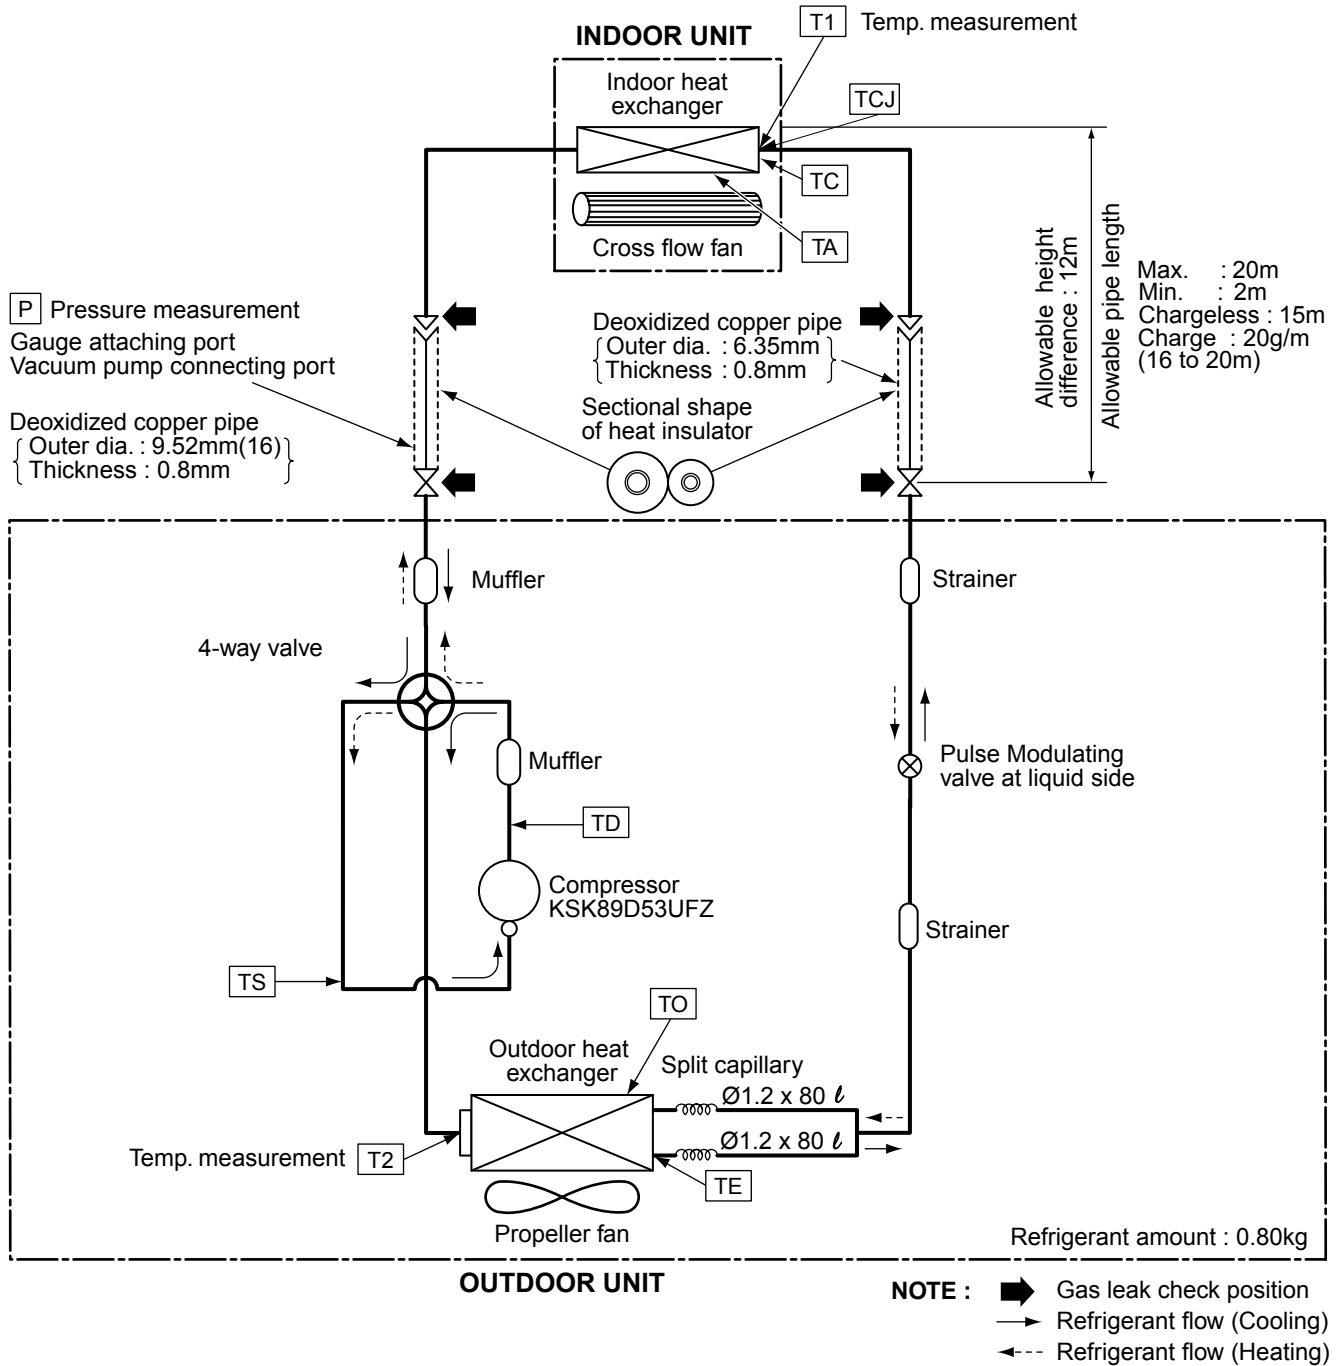 T1 Temp. measurement
INDOOR UNIT
Indoor heat
exchanger
TCJ
TC
Cross flow fan
TA
Allowable height
difference : 12m
Allowable pipe length
Max. : 20m
Min. : 2m
Chargeless : 15m
Charge : 20g/m
(16 to 20m)
P Pressure measurement
Gauge attaching port
Vacuum pump connecting port
Deoxidized copper pipe
Outer dia. : 9.52mm(16)
Thickness : 0.8mm
Deoxidized copper pipe
Outer dia. : 6.35mm
Thickness : 0.8mm
Sectional shape
of heat insulator
Muffler
Strainer
4-way valve
Muffler
Pulse Modulating
valve at liquid side
TD
Compressor
KSK89D53UFZ
Strainer
TS
TO
Outdoor heat
exchanger
Split capillary
Ø1.2 x 80 ℓ
Ø1.2 x 80 ℓ
Temp. measurement T2
TE
Propeller fan
Refrigerant amount : 0.80kg
OUTDOOR UNIT
NOTE : Gas leak check position
Refrigerant flow (Cooling)
Refrigerant flow (Heating)